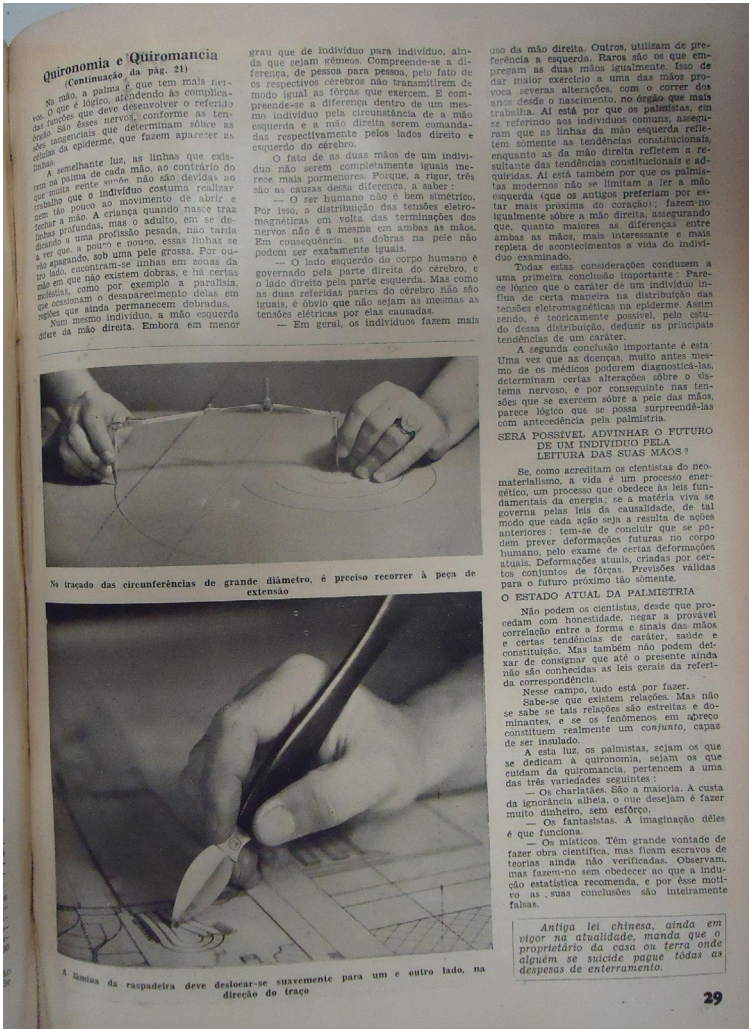 Quironomia e Quiromancia
(Continuação da pág. 21)
Na mão, a palma é que tem mais ner-
vos. O que é lógico, atendendo às complica-
das funções que deve desenvolver o referido
órgão. São êsses nervos, conforme as ten-
sões tangenciais que determinam sôbre as
células da epiderme, que fazem aparecer as
linhas.
A semelhante luz, as linhas que exis-
tem na palma de cada mão, ao contrário do
que muita gente supõe não são devidas ao
trabalho que o indivíduo costuma realizar
nem tão pouco ao movimento de abrir e
fechar a mão. A criança quando nasce traz
linhas profundas, mas o adulto, em se de-
dicando a uma profissão pesada, não tarda
a ver que, a pouco e pouco, essas linhas se
vão apagando, sob uma pele grossa. Por ou-
tro lado, encontram-se linhas em zonas da
mão em que não existem dobras, e há certas
moléstias, como por exemplo a paralisia,
que ocasionam o desaparecimento delas em
regiões que ainda permanecem dobradas.
Num mesmo indivíduo, a mão esquerda
difere da mão direita. Embora em menor
grau que de indivíduo para indivíduo, ain-
da que sejam gêmeos. Compreende-se a di-
ferença, de pessoa para pessoa, pelo fato de
os respectivos cérebros não transmitirem de
modo igual as fôrças que exercem. E com-
preende-se a diferença dentro de um mes-
mo indivíduo pela circunstância de a mão
esquerda e a mão direita serem comanda-
das respectivamente pelos lados direito e
esquerdo do cérebro.
O fato de as duas mãos de um indiví-
duo não serem completamente iguais me-
rece mais pormenores. Porque, a rigor, três
são as causas dessa diferença, a saber :
— O ser humano não é bem simétrico.
Por isso, a distribuição das tensões eletro-
magnéticas em volta das terminações dos
nervos não é a mesma em ambas as mãos.
Em consequência, as dobras na pele não
podem ser exatamente iguais.
— O lado esquerdo do corpo humano é
governado pela parte direita do cérebro, e
o lado direito pela parte esquerda. Mas como
as duas referidas partes do cérebro não são
iguais, é óbvio que não sejam as mesmas as
tensões elétricas por elas causadas.
— Em geral, os indivíduos fazem mais
uso da mão direita. Outros, utilizam de pre-
ferência a esquerda. Raros são os que em-
pregam as duas mãos igualmente. Isso de
dar maior exercício a uma das mãos pro-
voca severas alterações, com o correr dos
anos desde o nascimento, no órgão que mais
trabalha. Aí está por que os palmistas, em
se referindo aos indivíduos comuns, assegu-
ram que as linhas da mão esquerda refle-
tem sòmente as tendências constitucionais,
enquanto as da mão direita refletem a re-
sultante das tendências constitucionais e ad-
quiridas. Aí está também por que os palmis-
tas modernos não se limitam a ler a mão
esquerda (que os antigos preferiam por es-
tar mais próxima do coração); fazem-no
igualmente sôbre a mão direita, assegurando
que, quanto maiores as diferenças entre
ambas as mãos, mais interessante e mais
repleta de acontecimentos a vida do indiví-
duo examinado.
Todas estas considerações conduzem a
uma primeira conclusão importante : Pare-
ce lógico que o caráter de um indivíduo in-
flua de certa maneira na distribuição das
tensões eletromagnéticas na epiderme. Assim
sendo, é teoricamente possível, pelo estu-
do dessa distribuição, deduzir as principais
tendências de um caráter.
A segunda conclusão importante é esta
Uma vez que as doenças, muito antes mes-
mo de os médicos poderem diagnosticá-las,
determinam certas alterações sôbre o sis-
tema nervoso, e por conseguinte nas ten-
sões que se exercem sôbre a pele das mãos,
parece lógico que se possa surpreendê-las
com antecedência pela palmistria.
SERÁ POSSÍVEL ADVINHAR O FUTURO
DE UM INDIVÍDUO PELA
LEITURA DAS SUAS MÃOS ?
Se, como acreditam os cientistas do neo-
materialismo, a vida é um processo ener-
gético, um processo que obedece às leis fun-
damentais da energia; se a matéria viva se
governa pelas leis da causalidade, de tal
modo que cada ação seja a resulta de ações
anteriores : tem-se de concluir que se po-
dem prever deformações futuras no corpo
humano, pelo exame de certas deformações
atuais. Deformações atuais, criadas por cer-
tos conjuntos de fôrças. Previsões válidas
para o futuro próximo tão sòmente.
O ESTADO ATUAL DA PALMISTRIA
Não podem os cientistas, desde que pro-
cedam com honestidade, negar a provável
correlação entre a forma e sinais das mãos
e certas tendências de caráter, saúde e
constituição. Mas também não podem dei-
xar de consignar que até o presente ainda
não são conhecidas as leis gerais da referi-
da correspondência.
Nesse campo, tudo está por fazer.
Sabe-se que existem relações. Mas não
se sabe se tais relações são estreitas e do-
minantes, e se os fenômenos em apreço
constituem realmente um conjunto, capaz
de ser insulado.
A esta luz, os palmistas, sejam os que
se dedicam à quironomia, sejam os que
cuidam da quiromancia, pertencem a uma
das três variedades seguintes :
— Os charlatães. São a maioria. A custa
da ignorância alheia, o que desejam é fazer
muito dinheiro, sem esfôrço.
— Os fantasistas. A imaginação dêles
é que funciona.
— Os místicos. Têm grande vontade de
fazer obra científica, mas ficam escravos de
teorias ainda não verificadas. Observam,
mas fazem-no sem obedecer ao que a indu-
ção estatística recomenda, e por êsse moti-
vo as suas conclusões são inteiramente
falsas.
No traçado das circunferências de grande diâmetro, é preciso recorrer à peça de
extensão
A lâmina da raspadeira deve deslocar-se suavemente para um e outro lado, na
direção do traço
Antiga lei chinesa, ainda em
vigor na atualidade, manda que o
proprietário da casa ou terra onde
alguém se suicide pague tôdas as
despesas de enterramento.
29